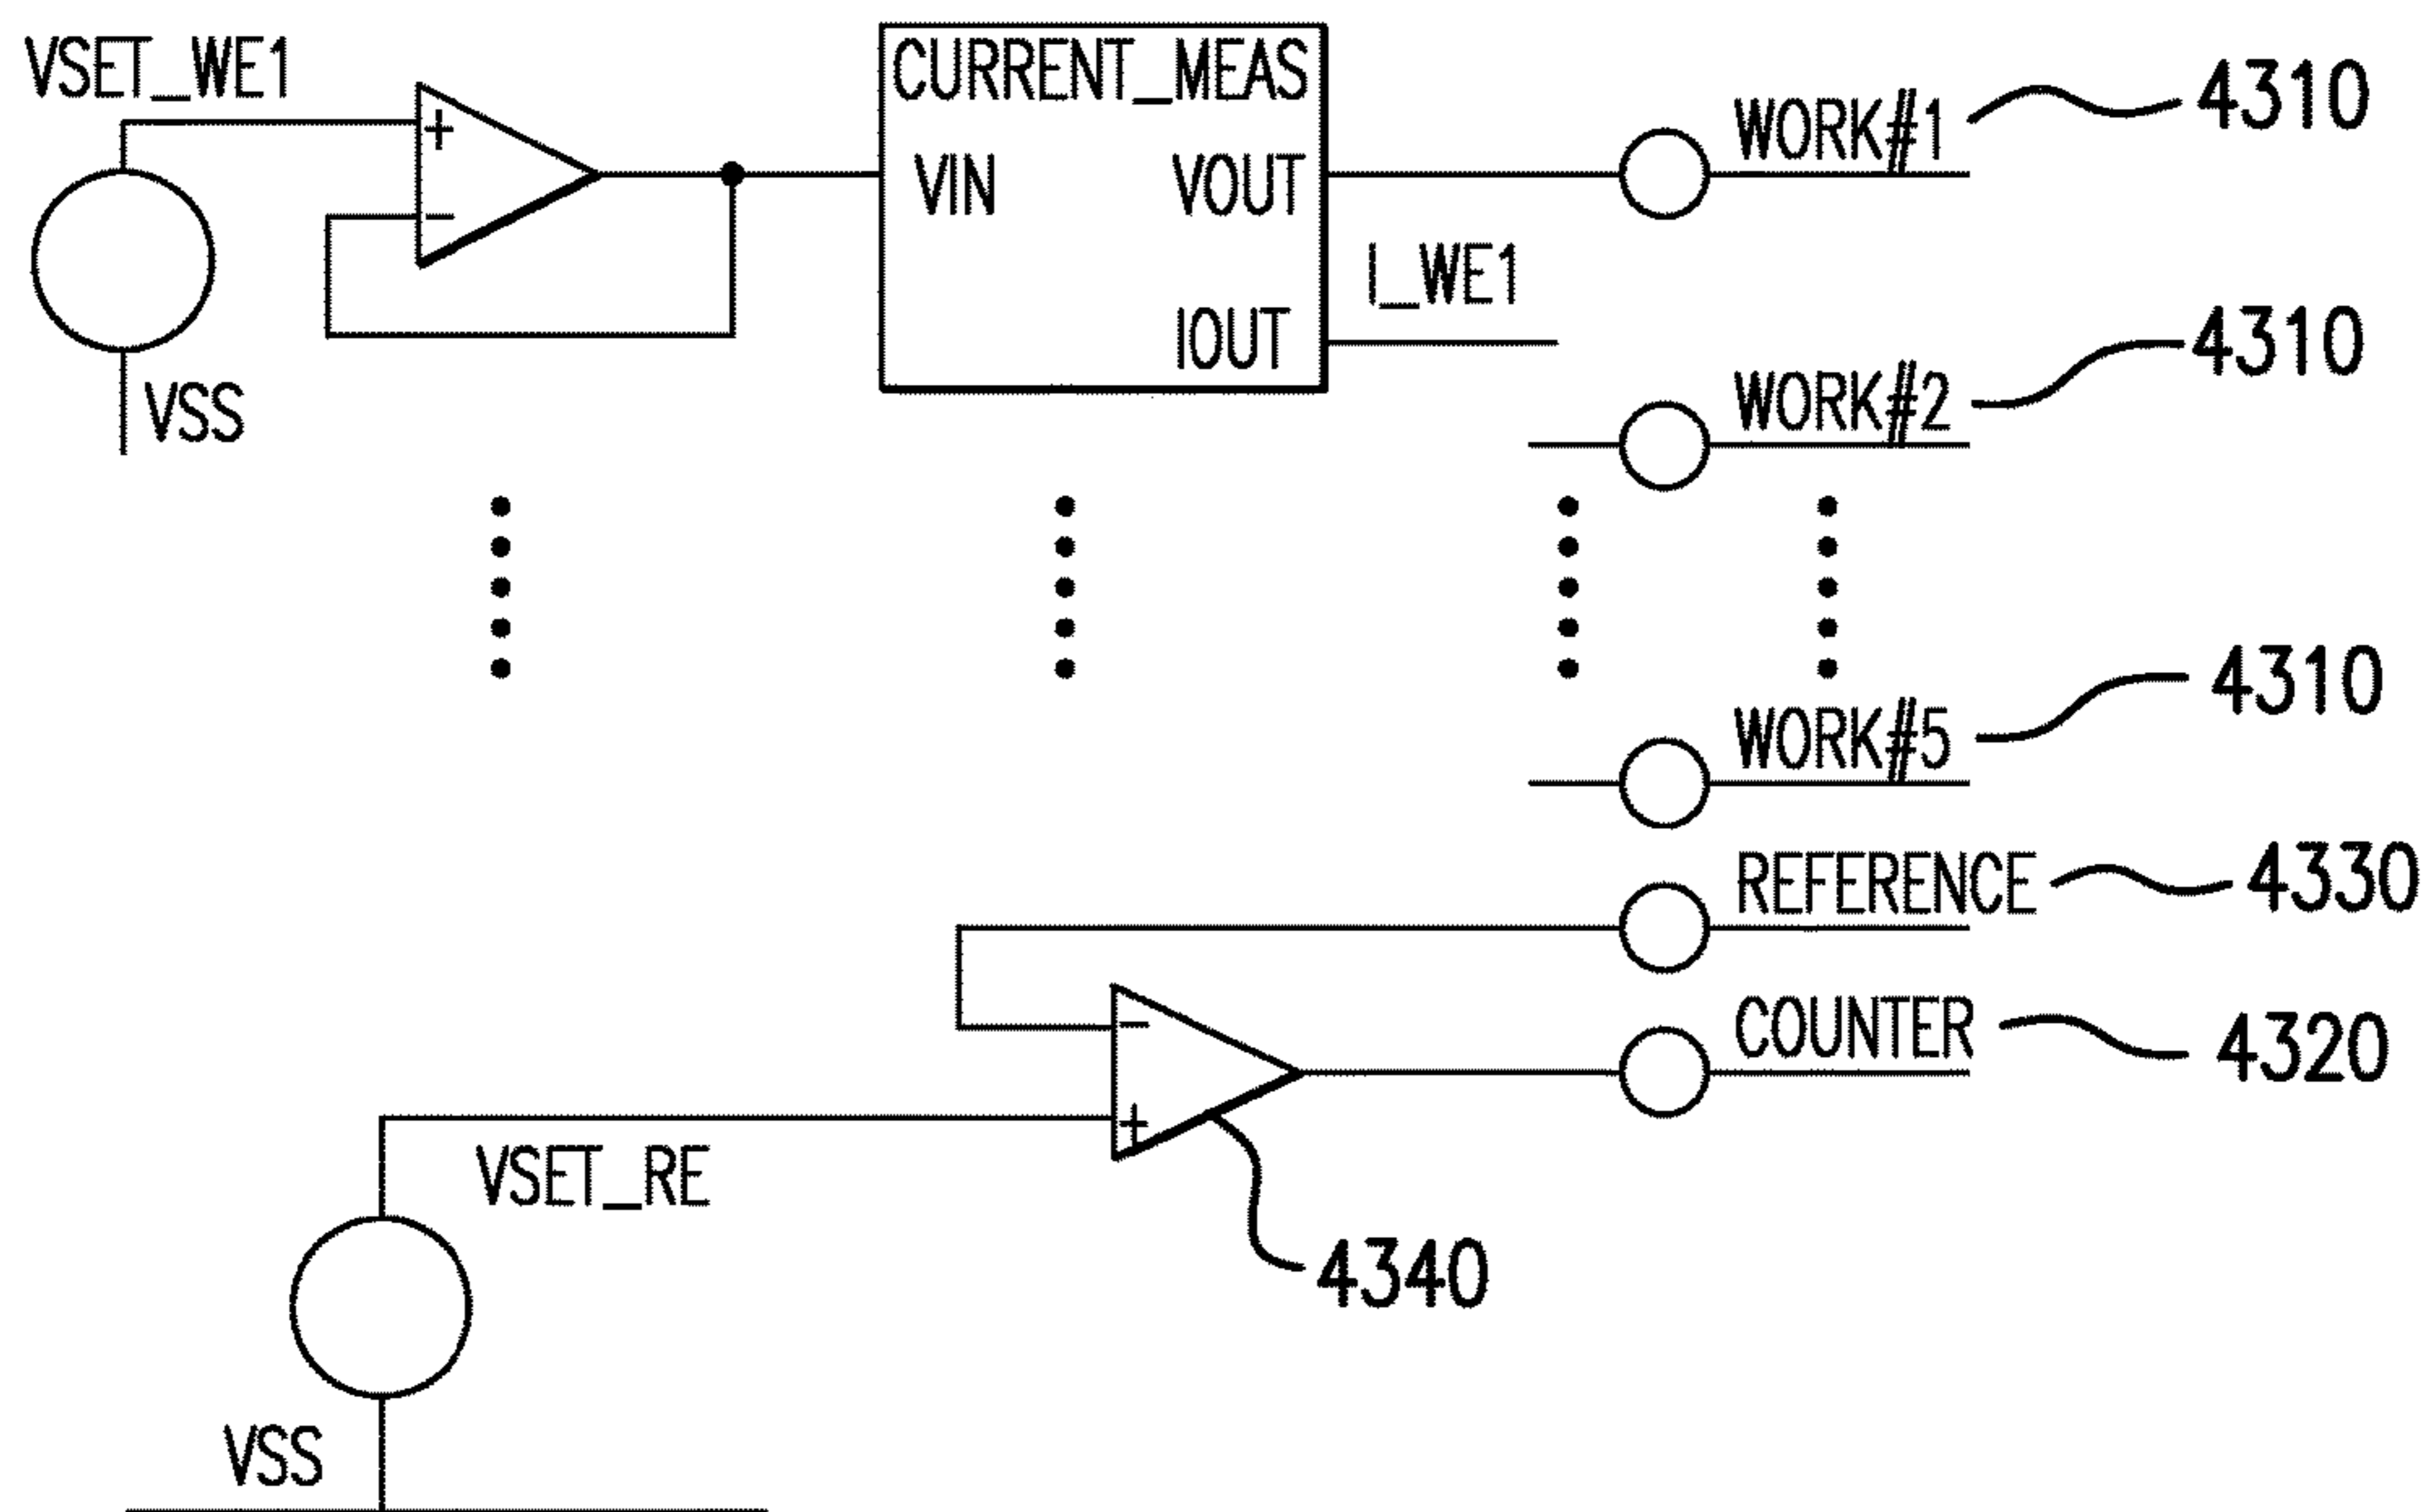 VSET_WE1
+
−
VSS
CURRENT_MEAS
VIN VOUT
IOUT
I_WE1
WORK#1 4310
WORK#2 4310
WORK#5 4310
REFERENCE 4330
COUNTER 4320
−
+
4340
VSET_RE
VSS